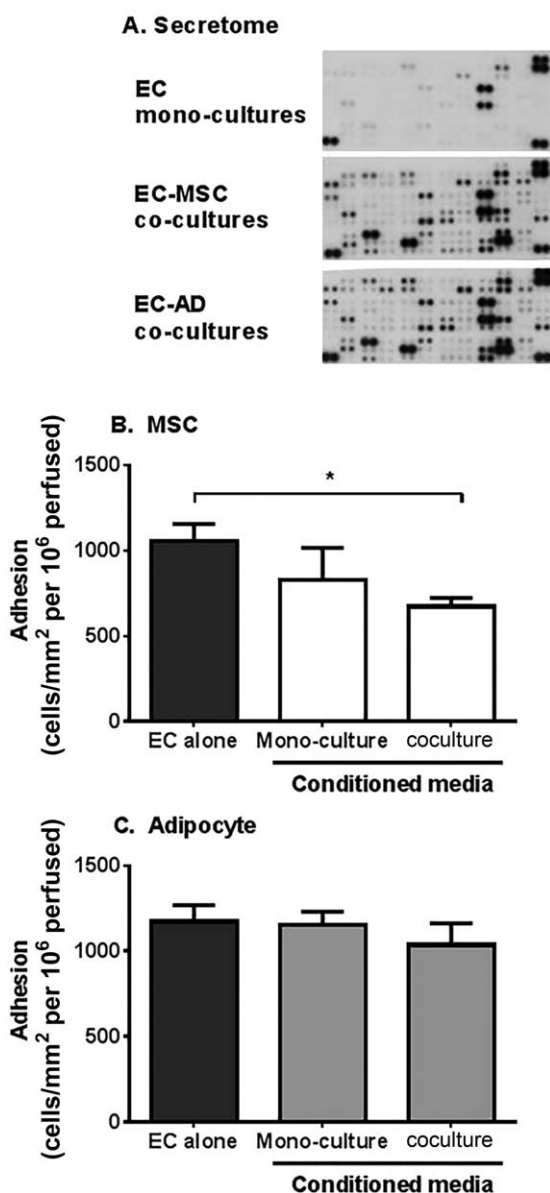 A. Secretome
EC
mono-cultures
EC-MSC
co-cultures
EC-AD
co-cultures
B. MSC
Adhesion
(cells/mm² per 10⁶ perfused)
1500
1000
500
0
*
EC alone
Mono-culture
coculture
Conditioned media
C. Adipocyte
Adhesion
(cells/mm² per 10⁶ perfused)
1500
1000
500
0
EC alone
Mono-culture
coculture
Conditioned media